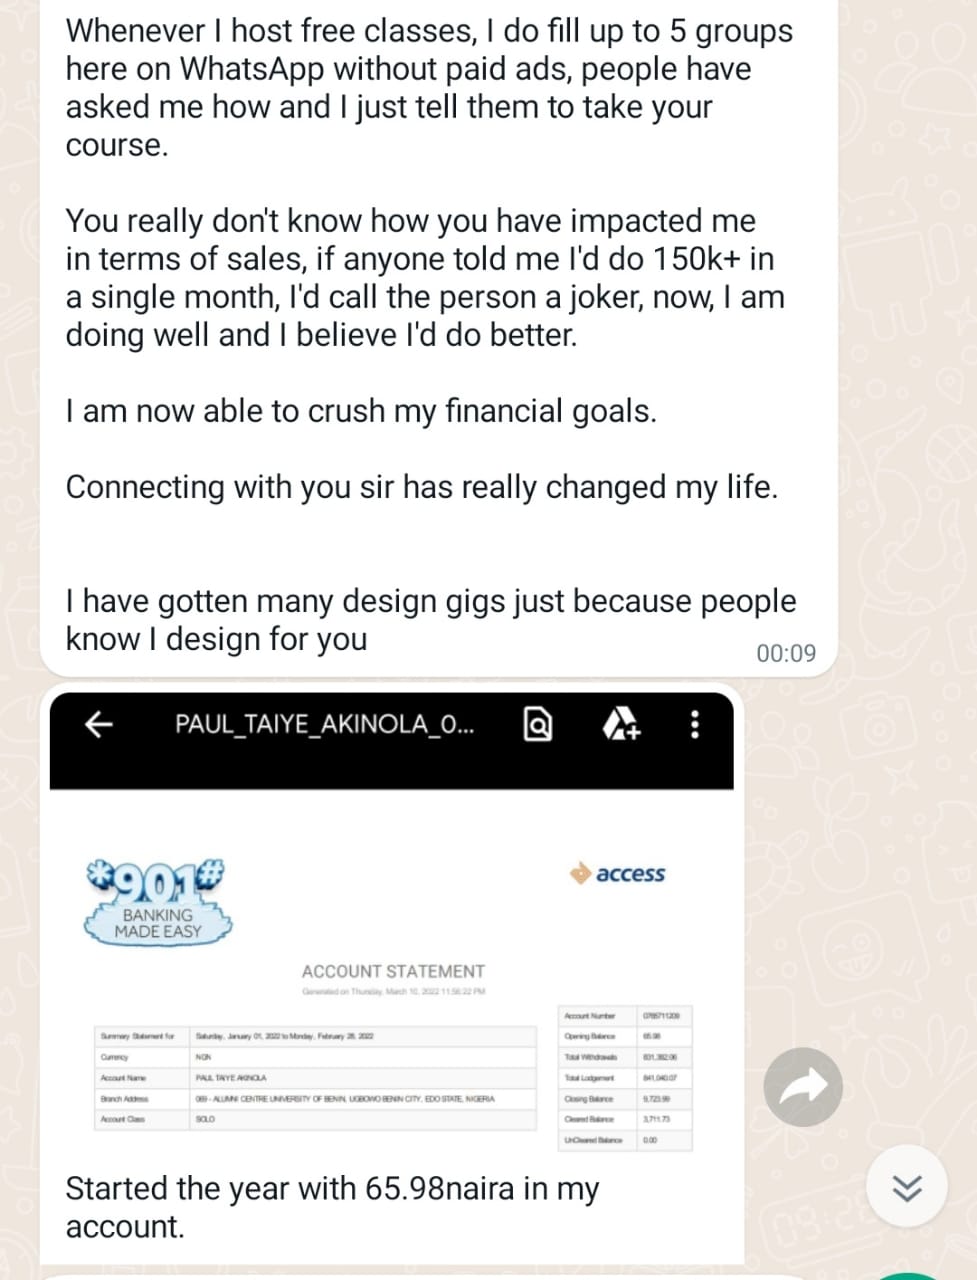 Whenever I host free classes, I do fill up to 5 groups
here on WhatsApp without paid ads, people have
asked me how and I just tell them to take your
course.
You really don't know how you have impacted me
in terms of sales, if anyone told me I'd do 150k+ in
a single month, I'd call the person a joker, now, I am
doing well and I believe I'd do better.
I am now able to crush my financial goals.
Connecting with you sir has really changed my life.
I have gotten many design gigs just because people
know I design for you
00:09
PAUL_TAIYE_AKINOLA_0...
*901#
BANKING
MADE EASY
access
ACCOUNT STATEMENT
Generated on Thursday, March 10, 2022 11:56:22 PM
Account Number
Summary Statement for Saturday, January 01, 2022 to Monday, February 28, 2022
Opening Balance 65.98
Currency NGN
Total Withdrawals 831,382.06
Account Name PAUL TAIYE AKINOLA
Total Lodgement 841,040.07
Branch Address 069 - ALUMNI CENTRE UNIVERSITY OF BENIN, UGBOWO BENIN CITY, EDO STATE, NIGERIA
Closing Balance 9,723.99
Account Class SOLO
Cleared Balance 3,711.73
UnCleared Balance 0.00
Started the year with 65.98naira in my
account.